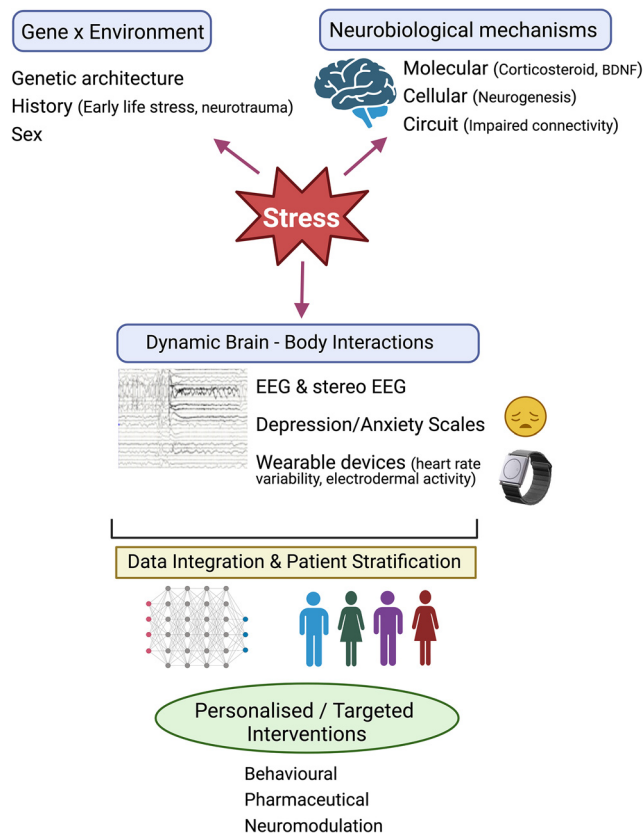 Gene x Environment
Genetic architecture
History (Early life stress, neurotrauma)
Sex
Neurobiological mechanisms
Molecular (Corticosteroid, BDNF)
Cellular (Neurogenesis)
Circuit (Impaired connectivity)
Stress
Dynamic Brain - Body Interactions
EEG & stereo EEG
Depression/Anxiety Scales
Wearable devices (heart rate
variability, electrodermal activity)
Data Integration & Patient Stratification
Personalised / Targeted
Interventions
Behavioural
Pharmaceutical
Neuromodulation